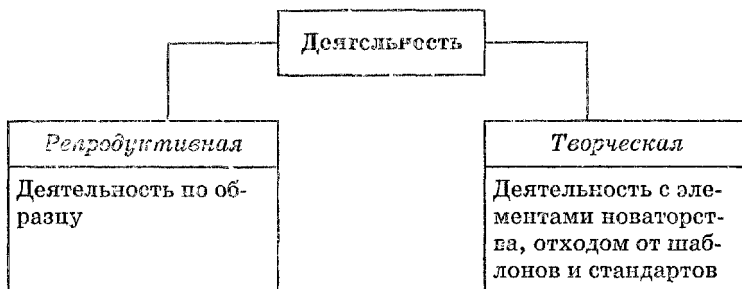 Деятельность
Репродуктивная
Деятельность по об-
разцу
Творческая
Деятельность с эле-
ментами новаторст-
ва, отходом от шаб-
лонов и стандартов